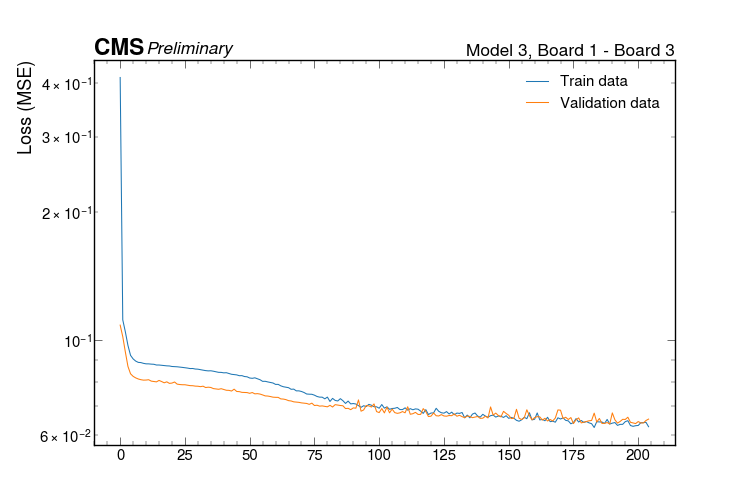 CMS Preliminary
Model 3, Board 1 - Board 3
Loss (MSE)
4 × 10⁻¹
3 × 10⁻¹
2 × 10⁻¹
10⁻¹
6 × 10⁻²
Train data
Validation data
0 25 50 75 100 125 150 175 200